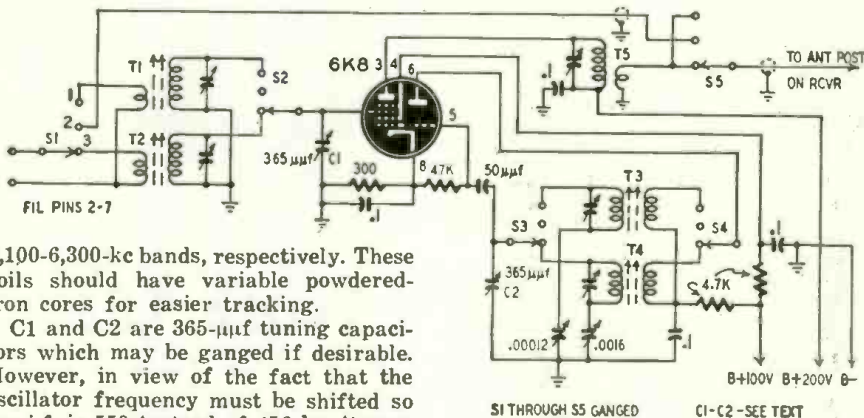 T1
T2
S1
S2
1
2
3
FIL PINS 2-7
6K8
3
4
6
5
8
365μμf
C1
300
.1
47K
50μμf
.1
T5
S5
TO ANT POST
ON RCVR
S3
365μμf
C2
T3
T4
S4
.00012
.0016
.1
4.7K
.1
B+100V
B+200V
B-
S1 THROUGH S5 GANGED
C1-C2-SEE TEXT
,100-6,300-kc bands, respectively. These
oils should have variable powdered-
ron cores for easier tracking.
C1 and C2 are 365-μμf tuning capaci-
ors which may be ganged if desirable.
However, in view of the fact that the
scillator frequency must be shifted so